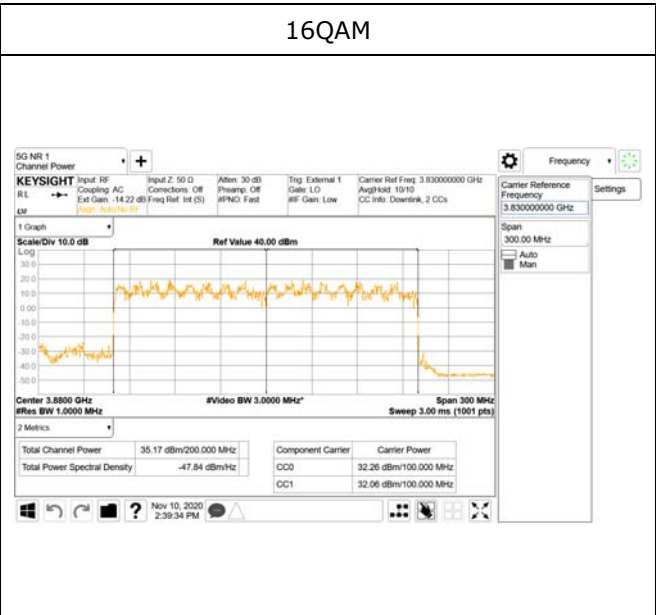 16QAM
5G NR 1
Channel Power
Frequency
KEYSIGHT
RL
Input: RF
Coupling: AC
Ext Gain: -14.22 dB
Align: Auto/No RF
Input Z: 50 Ω
Corrections: Off
Freq Ref: Int (S)
Atten: 30 dB
Preamp: Off
#PNO: Fast
Trig: External 1
Gate: LO
#IF Gain: Low
Carrier Ref Freq: 3.830000000 GHz
Avg|Hold: 10/10
CC Info: Downlink, 2 CCs
Carrier Reference
Frequency
3.830000000 GHz
Settings
Span
300.00 MHz
Auto
Man
1 Graph
Scale/Div 10.0 dB
Ref Value 40.00 dBm
Log
30.0
20.0
10.0
0.00
-10.0
-20.0
-30.0
-40.0
-50.0
Center 3.8800 GHz
#Video BW 3.0000 MHz*
Span 300 MHz
#Res BW 1.0000 MHz
Sweep 3.00 ms (1001 pts)
2 Metrics
Total Channel Power 35.17 dBm/200.000 MHz
Total Power Spectral Density -47.84 dBm/Hz
Component Carrier Carrier Power
CC0 32.26 dBm/100.000 MHz
CC1 32.06 dBm/100.000 MHz
?
Nov 10, 2020
2:39:34 PM